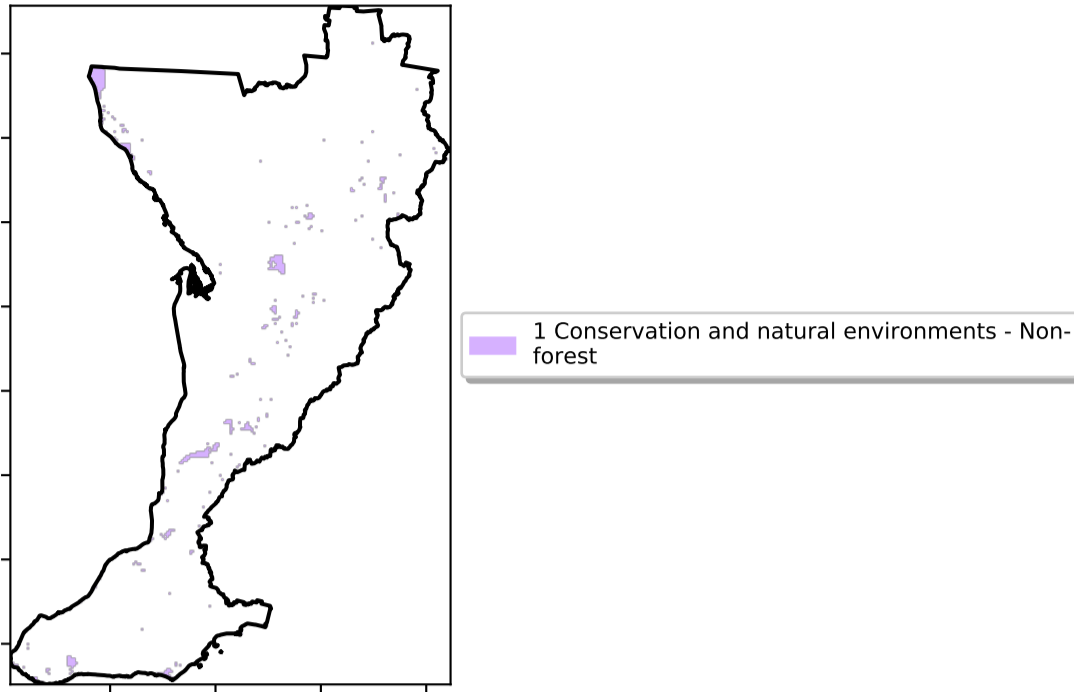 1 Conservation and natural environments - Non-
forest